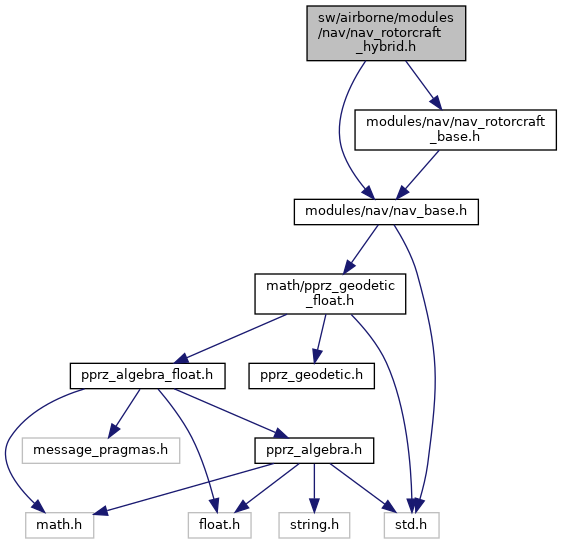 sw/airborne/modules
/nav/nav_rotorcraft
_hybrid.h
modules/nav/nav_rotorcraft
_base.h
modules/nav/nav_base.h
math/pprz_geodetic
_float.h
pprz_algebra_float.h
pprz_geodetic.h
message_pragmas.h
pprz_algebra.h
math.h
float.h
string.h
std.h